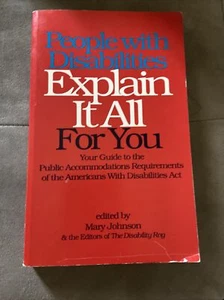 People with
Disabilities
Explain
It All
For You
Your Guide to the
Public Accommodations Requirements
of the Americans With Disabilities Act
edited by
Mary Johnson
& the Editors of The Disability Rag